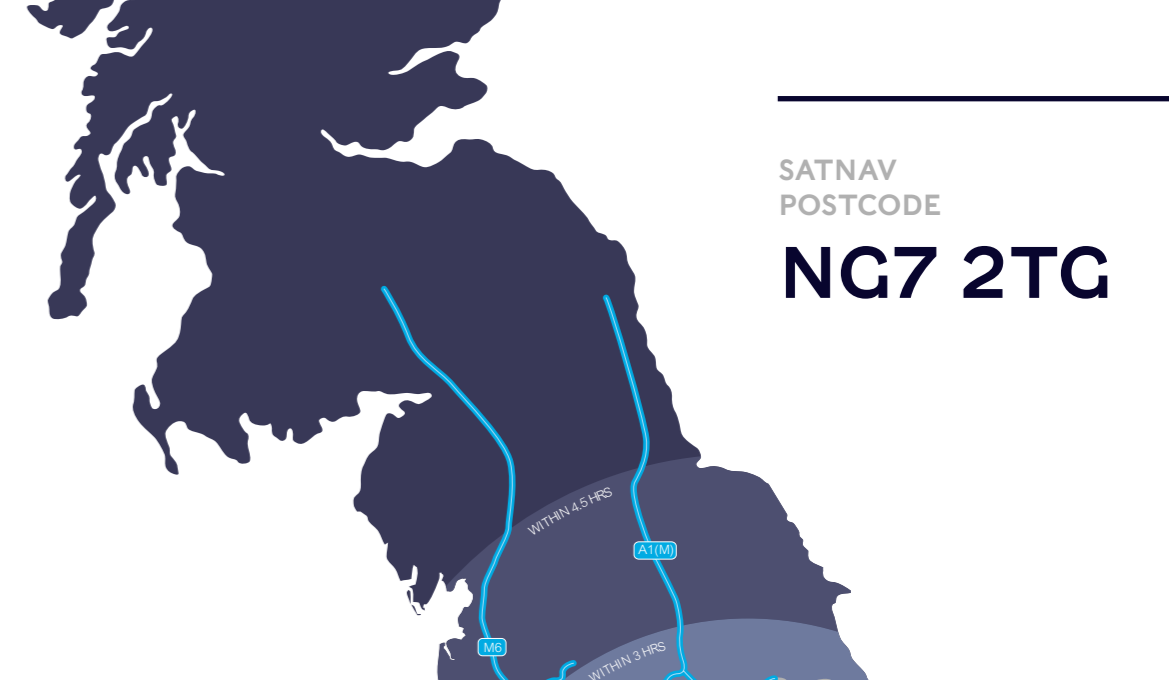 SATNAV
POSTCODE
NG7 2TG
WITHIN 4.5 HRS
A1(M)
M6
WITHIN 3 HRS